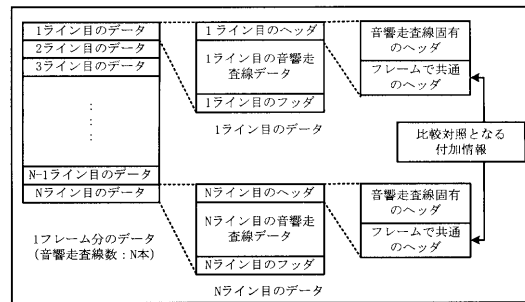 1ライン目のデータ
2ライン目のデータ
3ライン目のデータ
N-1ライン目のデータ
Nライン目のデータ
1フレーム分のデータ
(音響走査線数：N本)
1ライン目のヘッダ
1ライン目の音響走
査線データ
1ライン目のフッダ
1ライン目のデータ
音響走査線固有
のヘッダ
フレームで共通
のヘッダ
比較対照となる
付加情報
Nライン目のヘッダ
Nライン目の音響走
査線データ
Nライン目のフッダ
Nライン目のデータ
音響走査線固有
のヘッダ
フレームで共通
のヘッダ